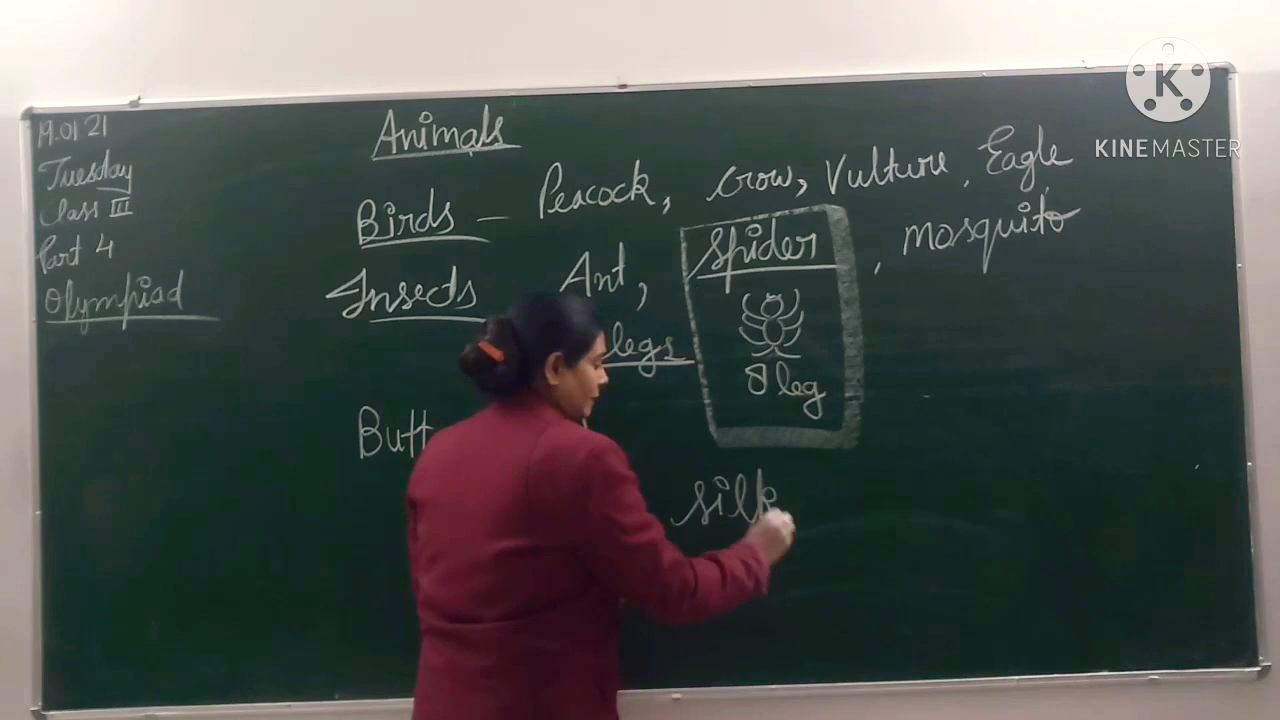 19.01 21
Tuesday
Class III
Part 4
Olympiad
Animals
Birds - Peacock, Crow, Vulture, Eagle,
Insects Ant, Spider, Mosquito
legs
8 leg
Butt
silk
K
KINEMASTER